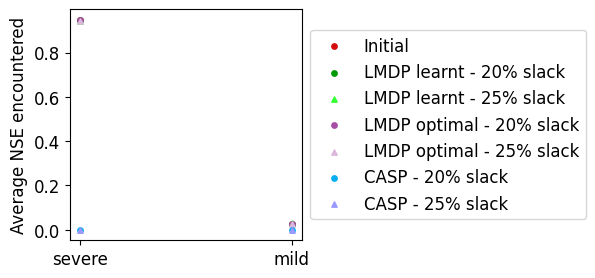 Average NSE encountered
0.8
0.6
0.4
0.2
0.0
severe
mild
Initial
LMDP learnt - 20% slack
LMDP learnt - 25% slack
LMDP optimal - 20% slack
LMDP optimal - 25% slack
CASP - 20% slack
CASP - 25% slack